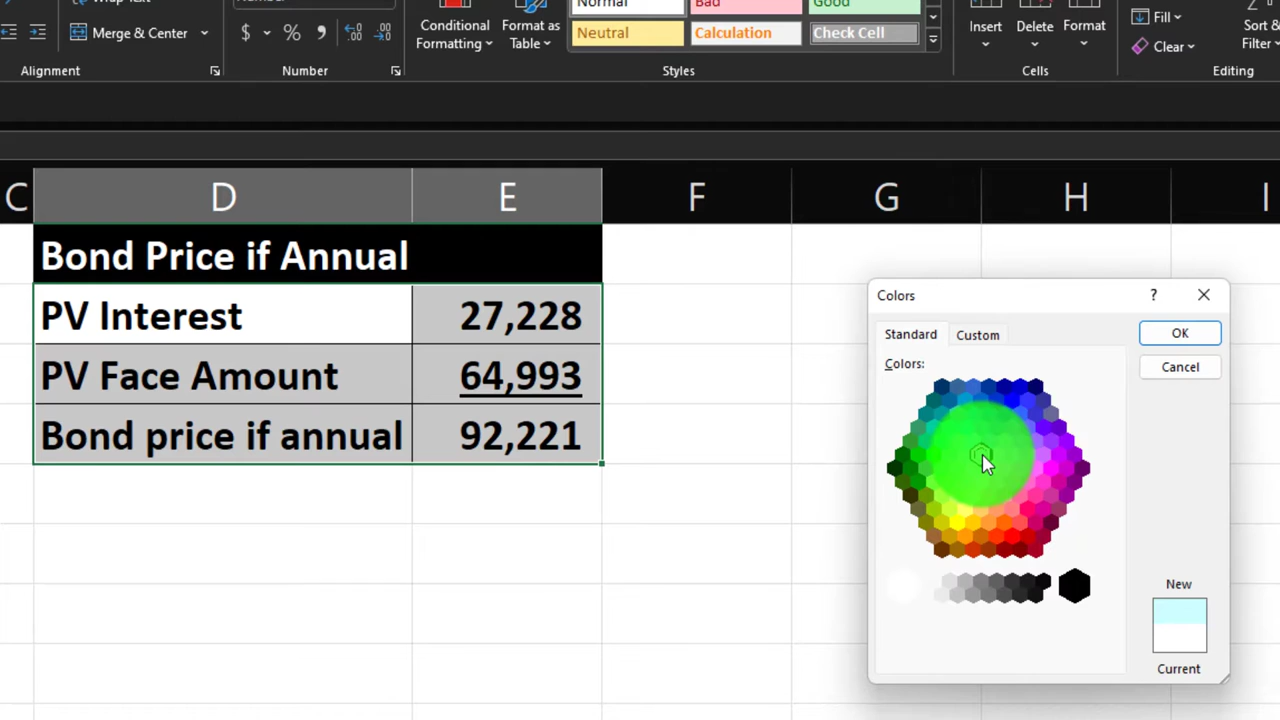 Normal Bad Good
Merge & Center $ % Conditional Formatting Format as Table Neutral Calculation Check Cell Insert Delete Format Fill Clear Sort & Filter
Alignment Number Styles Cells Editing
C D E F G H I
Bond Price if Annual
PV Interest 27,228
PV Face Amount 64,993
Bond price if annual 92,221
Colors ? 
Standard Custom OK
Colors: Cancel
New
Current